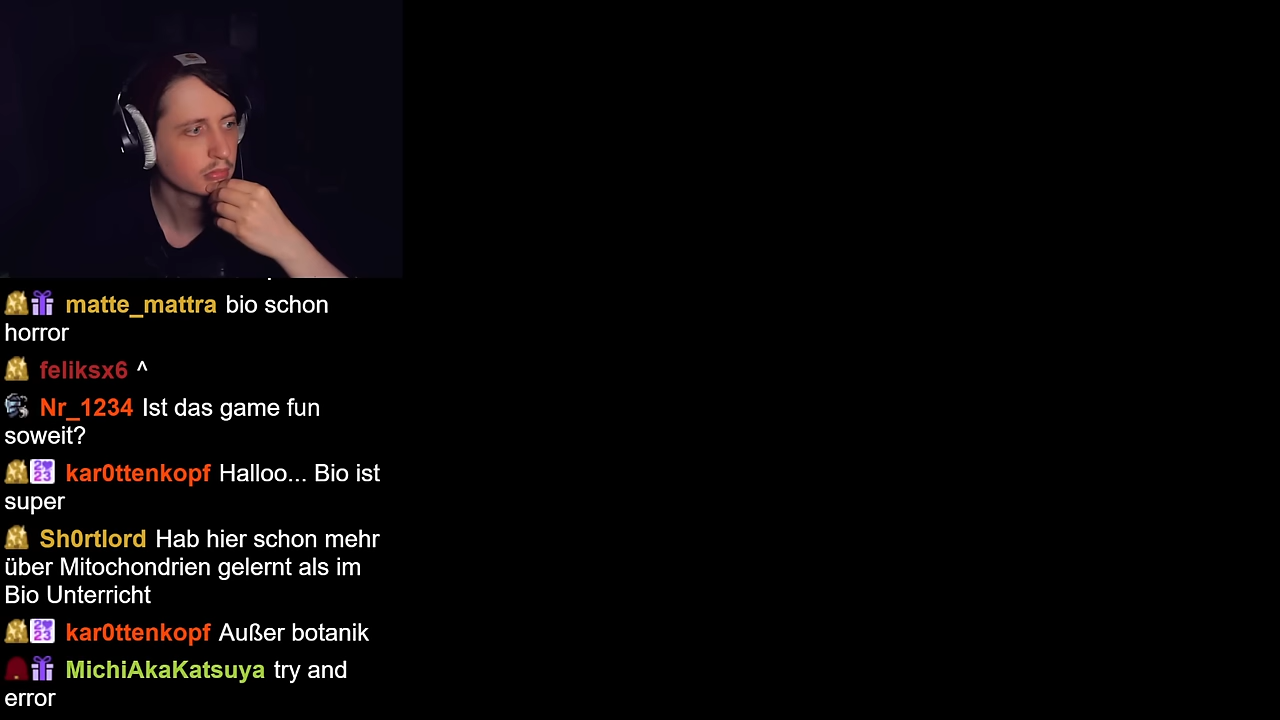 matte_mattra bio schon
horror
feliksx6 ^
Nr_1234 Ist das game fun
soweit?
kar0ttenkopf Halloo... Bio ist
super
Sh0rtlord Hab hier schon mehr
über Mitochondrien gelernt als im
Bio Unterricht
kar0ttenkopf Außer botanik
MichiAkaKatsuya try and
error